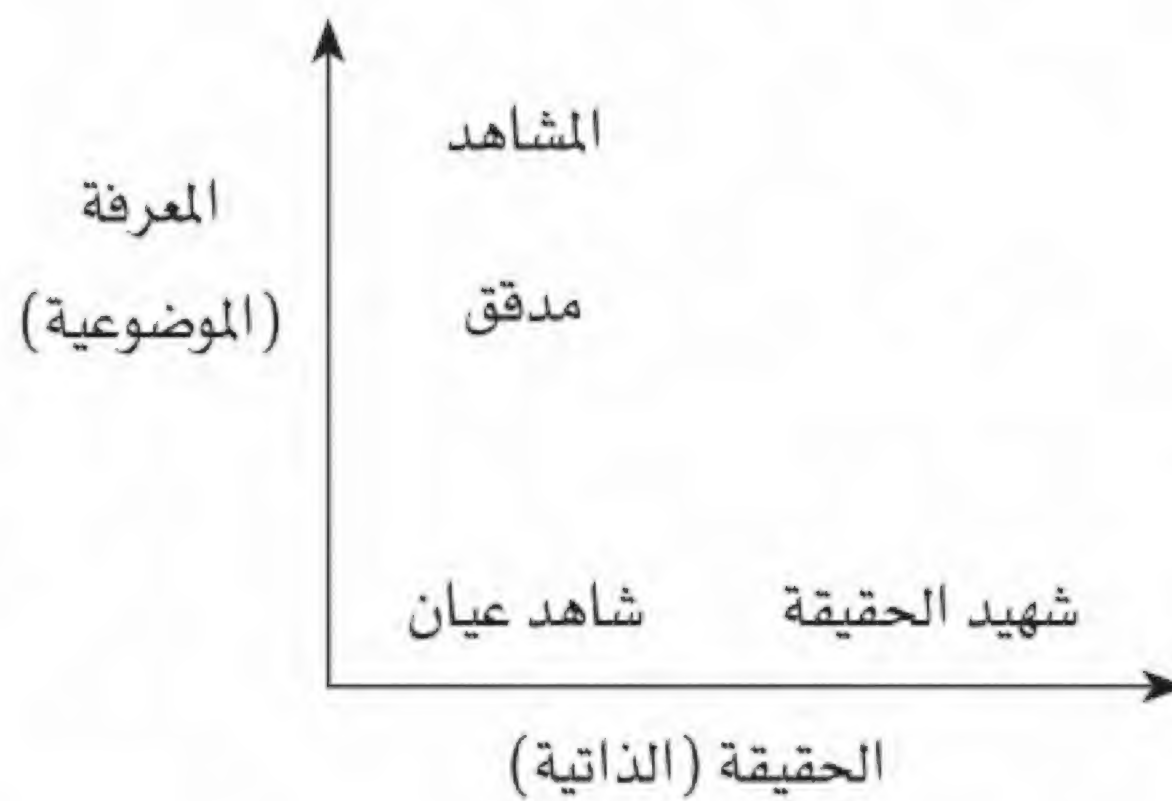 المشاهد
المعرفة
(الموضوعية)
مدقق
شهيد الحقيقة
شاهد عيان
الحقيقة (الذاتية)